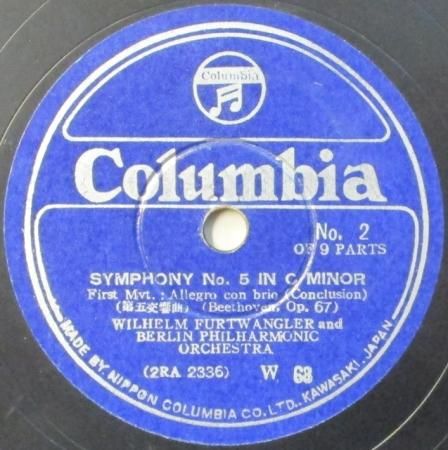 Columbia
Columbia
No. 2
OF 9 PARTS
SYMPHONY No. 5 IN C MINOR
First Mvt.: Allegro con brio (Conclusion)
(第五交響曲) (Beethoven, Op. 67)
WILHELM FURTWANGLER and
BERLIN PHILHARMONIC
ORCHESTRA
(2RA 2336) W 63
MADE BY NIPPON COLUMBIA CO., LTD., KAWASAKI, JAPAN